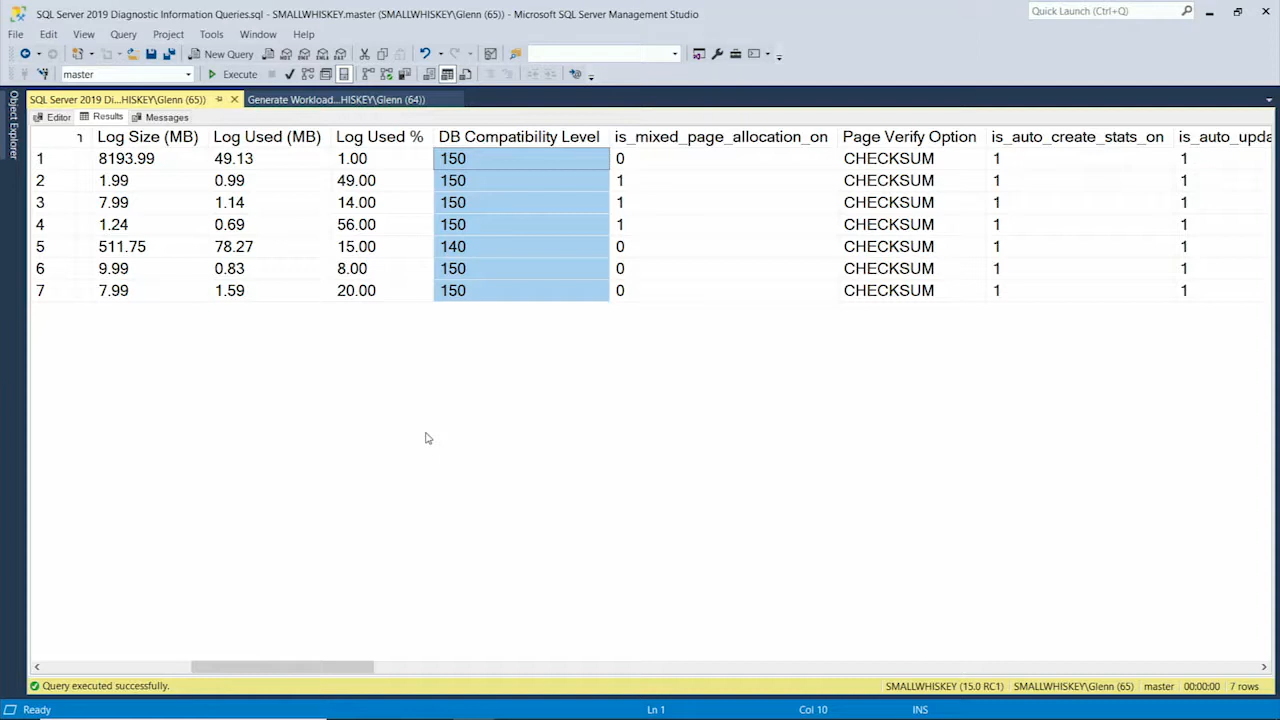 SQL Server 2019 Diagnostic Information Queries.sql - SMALLWHISKEY.master (SMALLWHISKEY\Glenn (65)) - Microsoft SQL Server Management Studio
Quick Launch (Ctrl+Q)
File Edit View Query Project Tools Window Help
New Query
master Execute
SQL Server 2019 Di...HISKEY\Glenn (65)) Generate Workload...HISKEY\Glenn (64))
Object Explorer
Editor Results Messages
Log Size (MB) Log Used (MB) Log Used % DB Compatibility Level is_mixed_page_allocation_on Page Verify Option is_auto_create_stats_on is_auto_upda
1 8193.99 49.13 1.00 150 0 CHECKSUM 1 1
2 1.99 0.99 49.00 150 1 CHECKSUM 1 1
3 7.99 1.14 14.00 150 1 CHECKSUM 1 1
4 1.24 0.69 56.00 150 1 CHECKSUM 1 1
5 511.75 78.27 15.00 140 0 CHECKSUM 1 1
6 9.99 0.83 8.00 150 0 CHECKSUM 1 1
7 7.99 1.59 20.00 150 0 CHECKSUM 1 1
Query executed successfully. SMALLWHISKEY (15.0 RC1) SMALLWHISKEY\Glenn (65) master 00:00:00 7 rows
Ready Ln 1 Col 10 INS